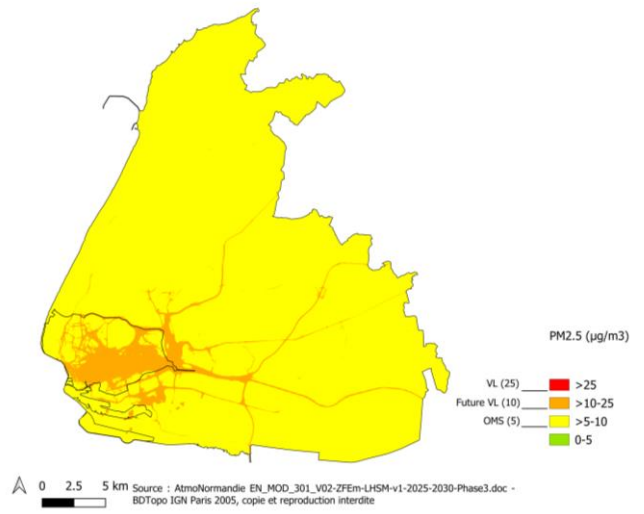 PM2.5 (µg/m3)
VL (25) >25
Future VL (10) >10-25
OMS (5) >5-10
0-5
0 2.5 5 km Source : AtmoNormandie EN_MOD_301_V02-ZFEm-LHSM-v1-2025-2030-Phase3.doc -
BDTopo IGN Paris 2005, copie et reproduction interdite